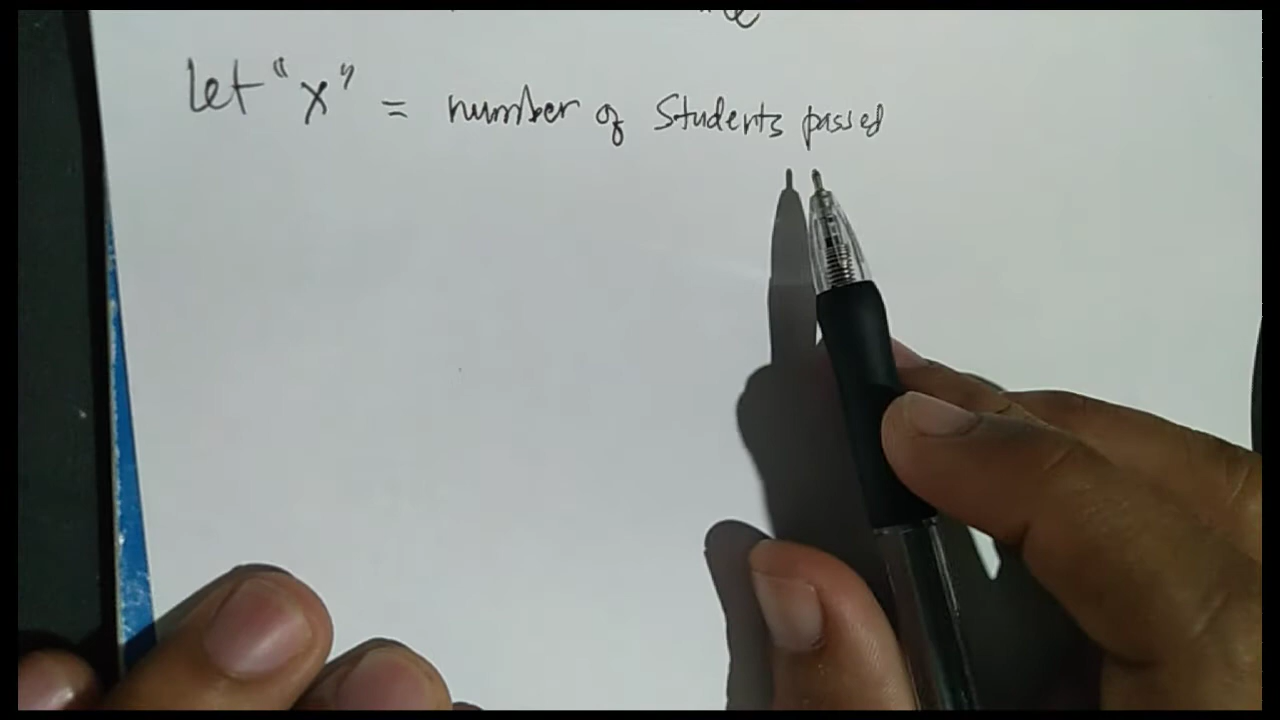 let "x" = number of Students passed